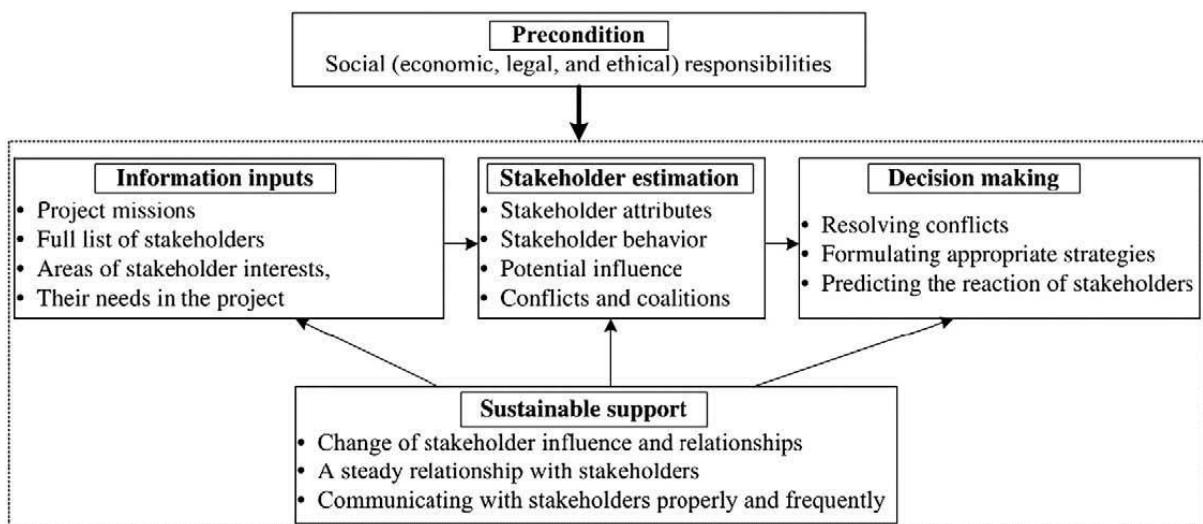 Precondition
Social (economic, legal, and ethical) responsibilities
Information inputs
• Project missions
• Full list of stakeholders
• Areas of stakeholder interests,
• Their needs in the project
Stakeholder estimation
• Stakeholder attributes
• Stakeholder behavior
• Potential influence
• Conflicts and coalitions
Decision making
• Resolving conflicts
• Formulating appropriate strategies
• Predicting the reaction of stakeholders
Sustainable support
• Change of stakeholder influence and relationships
• A steady relationship with stakeholders
• Communicating with stakeholders properly and frequently